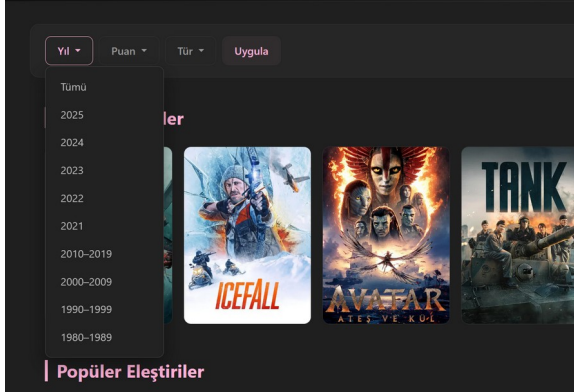 Yıl Puan Tür Uygula
Tümü
2025
2024
2023
2022
2021
2010–2019
2000–2009
1990–1999
1980–1989
ler
ICEFALL
AVATAR
ATEŞ VE KÜL
TANK
Popüler Eleştiriler